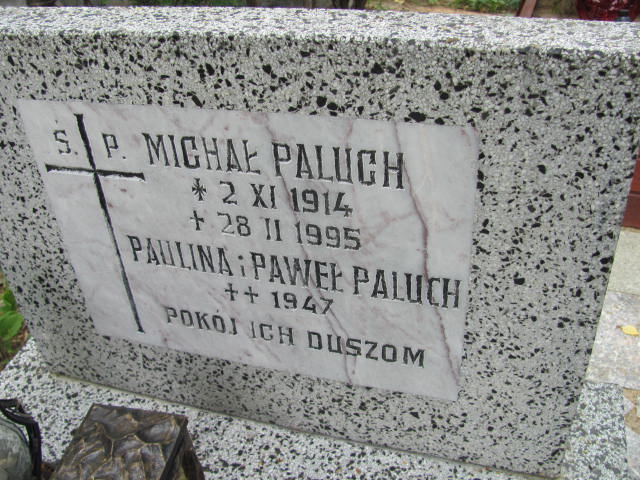 Ś. P. MICHAŁ PALUCH
* 2 XI 1914
+ 28 II 1995
PAULINA i PAWEŁ PALUCH
++ 1947
POKÓJ ICH DUSZOM